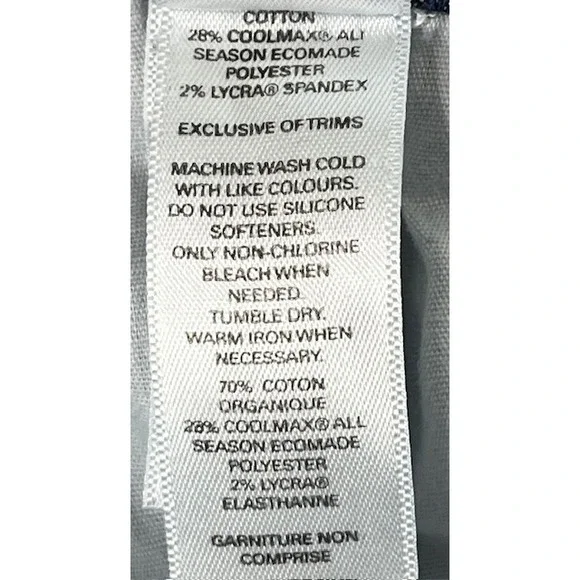 COTTON
28% COOLMAX® ALL
SEASON ECOMADE
POLYESTER
2% LYCRA® SPANDEX
EXCLUSIVE OF TRIMS
MACHINE WASH COLD
WITH LIKE COLOURS.
DO NOT USE SILICONE
SOFTENERS.
ONLY NON-CHLORINE
BLEACH WHEN
NEEDED.
TUMBLE DRY.
WARM IRON WHEN
NECESSARY.
70% COTON
ORGANIQUE
28% COOLMAX® ALL
SEASON ECOMADE
POLYESTER
2% LYCRA®
ELASTHANNE
GARNITURE NON
COMPRISE